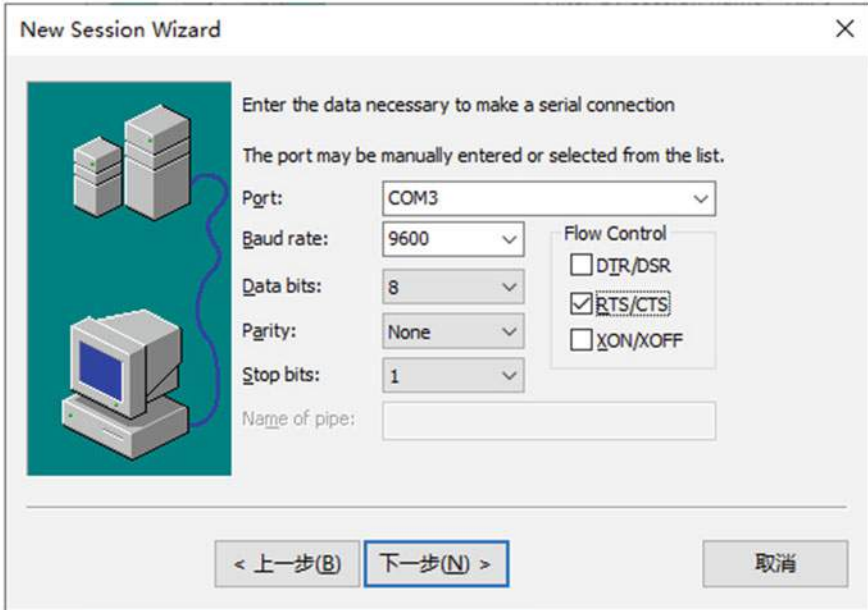 New Session Wizard
Enter the data necessary to make a serial connection
The port may be manually entered or selected from the list.
Port: COM3
Baud rate: 9600
Flow Control
DTR/DSR
Data bits: 8
RTS/CTS
Parity: None
XON/XOFF
Stop bits: 1
Name of pipe:
< 上一步(B)
下一步(N) >
取消